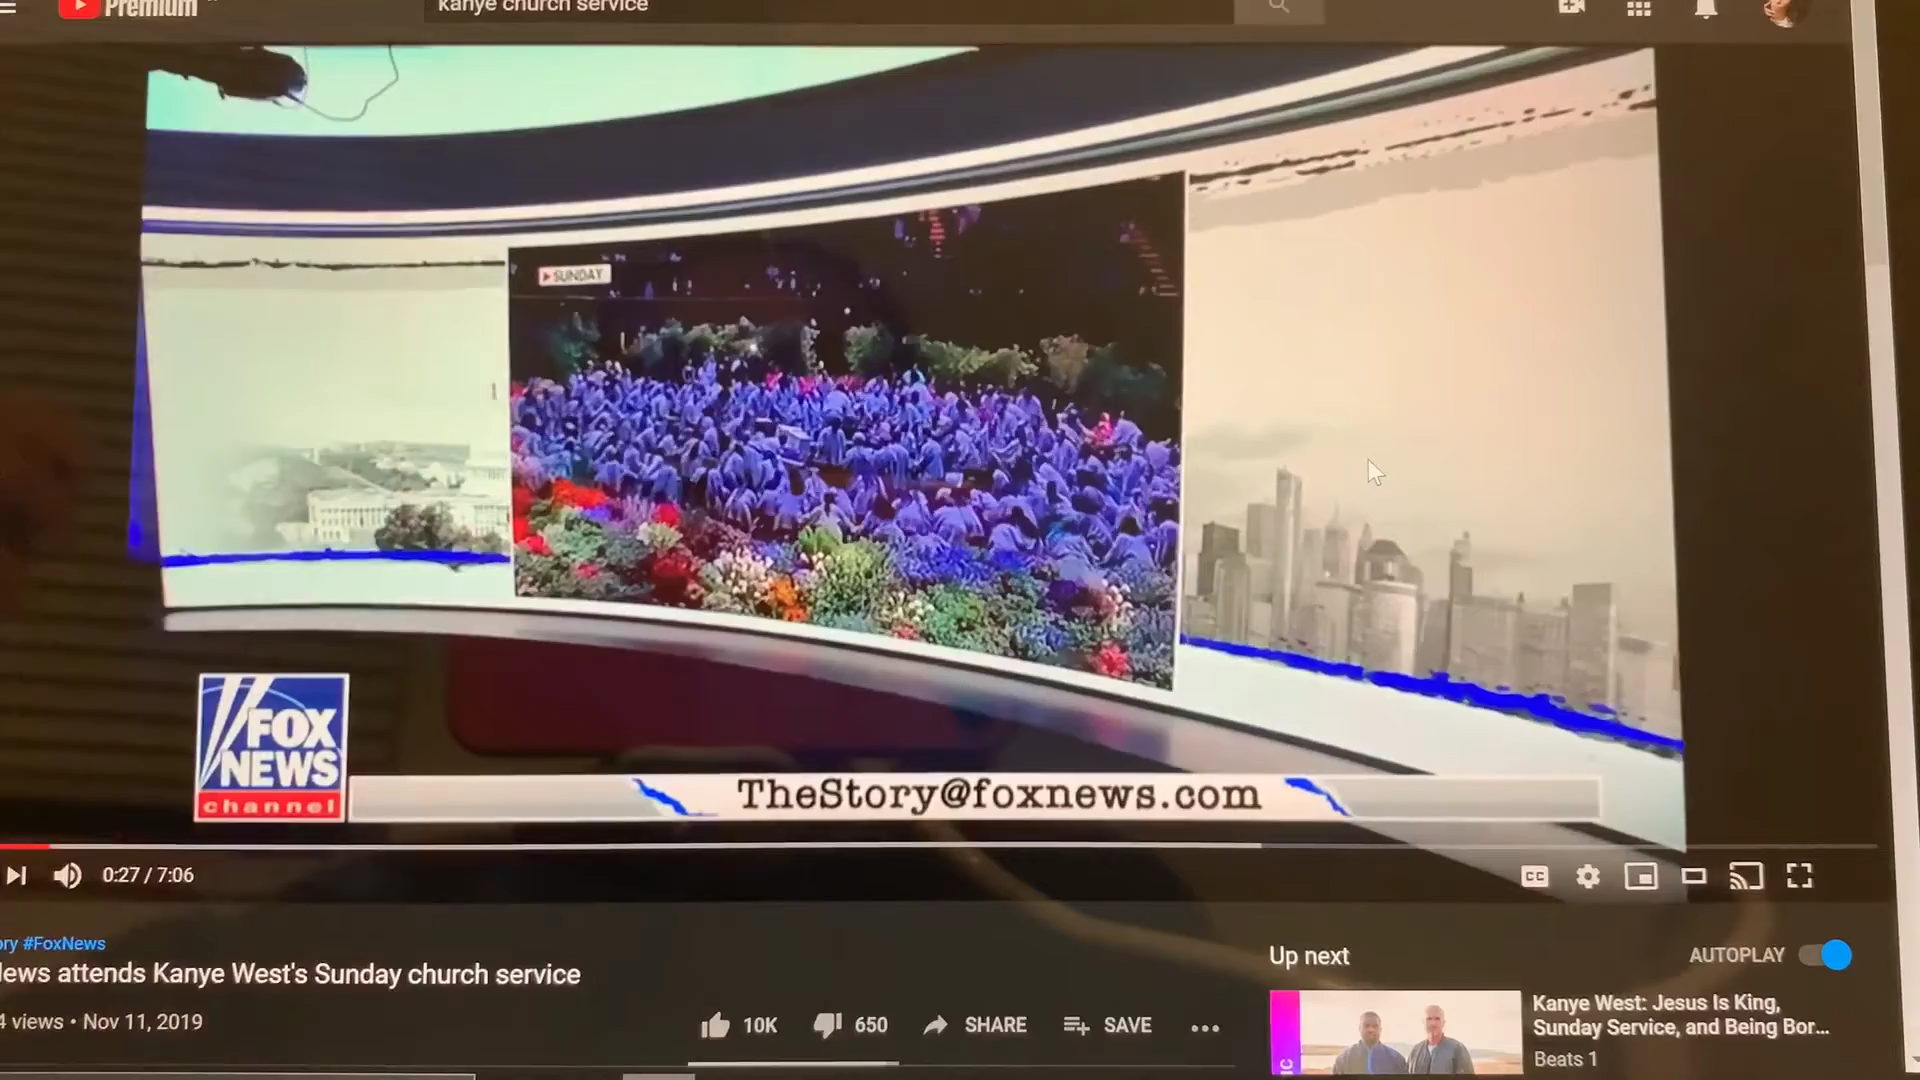 Premium
kanye church service
SUNDAY
FOX
NEWS
channel
TheStory@foxnews.com
0:27 / 7:06
CC
#FoxNews
attends Kanye West's Sunday church service
views • Nov 11, 2019
10K
650
SHARE
SAVE
Up next
AUTOPLAY
Kanye West: Jesus Is King,
Sunday Service, and Being Bor...
Beats 1